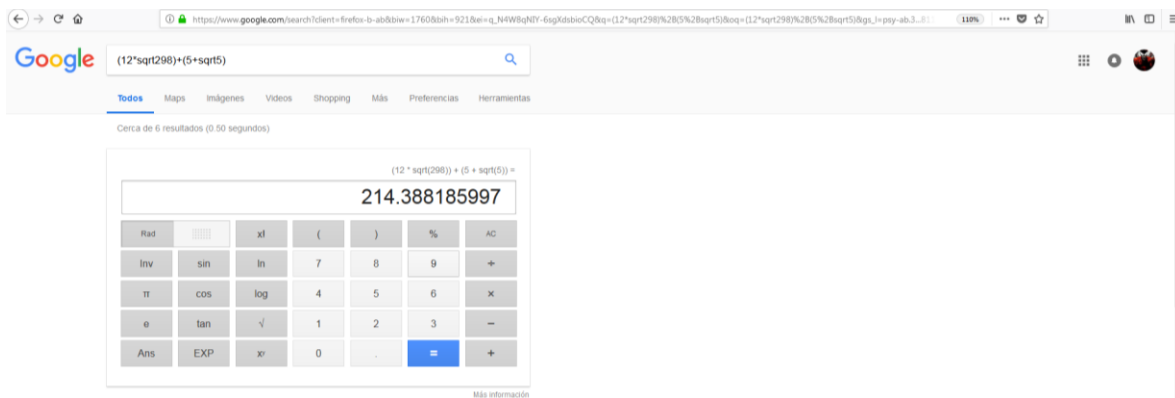 https://www.google.com/search?client=firefox-b-ab&biw=1760&bih=921&ei=q_N4W8qNIY-6sgXdsbioCQ&q=(12*sqrt298)%2B(5%2Bsqrt5)&oq=(12*sqrt298)%2B(5%2Bsqrt5)&gs_l=psy-ab.3...81 110%
Google (12*sqrt298)+(5+sqrt5)
Todos Maps Imágenes Videos Shopping Más Preferencias Herramientas
Cerca de 6 resultados (0.50 segundos)
(12 * sqrt(298)) + (5 + sqrt(5)) =
214.388185997
Rad x! ( ) % AC
Inv sin ln 7 8 9 ÷
π cos log 4 5 6 ×
e tan √ 1 2 3 −
Ans EXP xʸ 0 . = +
Más información